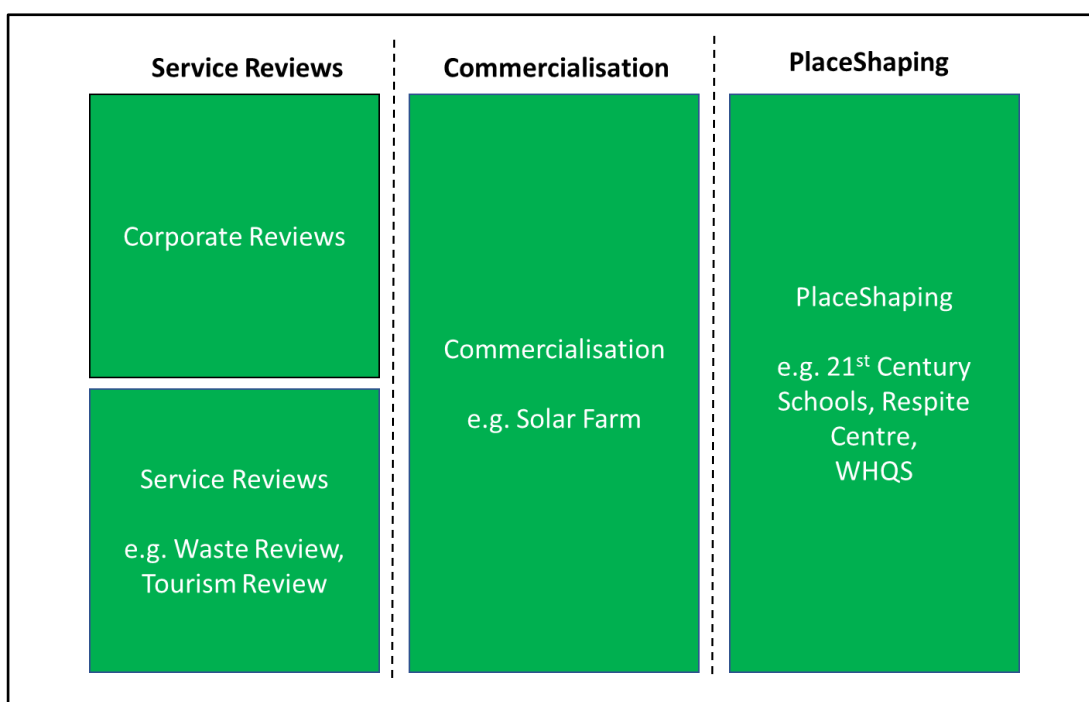 Service Reviews
Corporate Reviews
Service Reviews
e.g. Waste Review,
Tourism Review
Commercialisation
Commercialisation
e.g. Solar Farm
PlaceShaping
PlaceShaping
e.g. 21st Century
Schools, Respite
Centre,
WHQS